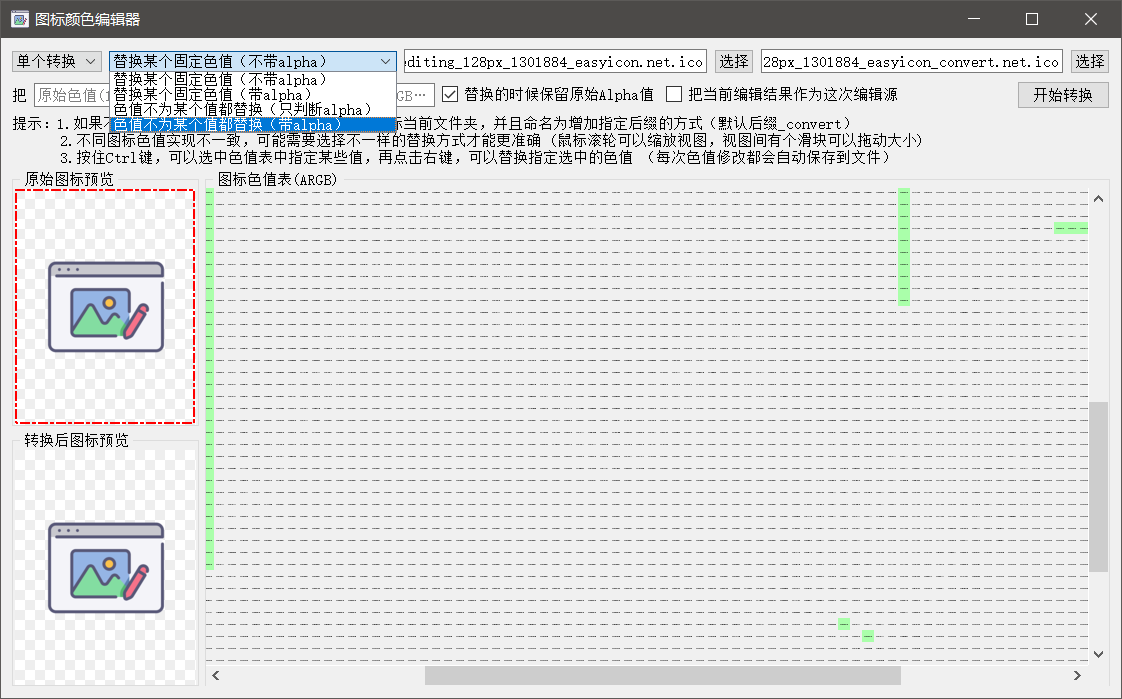 图标颜色编辑器
单个转换 替换某个固定色值（不带alpha） diting_128px_1301884_easyicon.net.ico 选择 28px_1301884_easyicon_convert.net.ico 选择
替换某个固定色值（不带alpha）
替换某个固定色值（带alpha）
色值不为某个值都替换（只判断alpha）
色值不为某个值都替换（带alpha）
把 原始色值(1 GB… 替换的时候保留原始Alpha值 把当前编辑结果作为这次编辑源 开始转换
提示：1.如果 标当前文件夹，并且命名为增加指定后缀的方式（默认后缀_convert）
2.不同图标色值实现不一致，可能需要选择不一样的替换方式才能更准确（鼠标滚轮可以缩放视图，视图间有个滑块可以拖动大小）
3.按住Ctrl键，可以选中色值表中指定某些值，再点击右键，可以替换指定选中的色值 （每次色值修改都会自动保存到文件）
原始图标预览
图标色值表(ARGB)
转换后图标预览